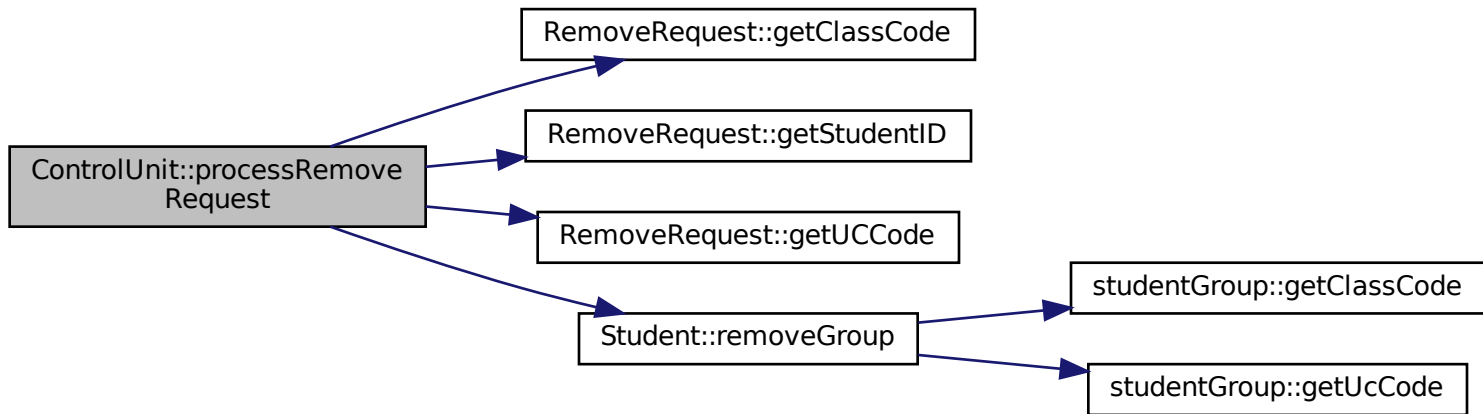 RemoveRequest::getClassCode
RemoveRequest::getStudentID
ControlUnit::processRemove
Request
RemoveRequest::getUCCode
Student::removeGroup
studentGroup::getClassCode
studentGroup::getUcCode